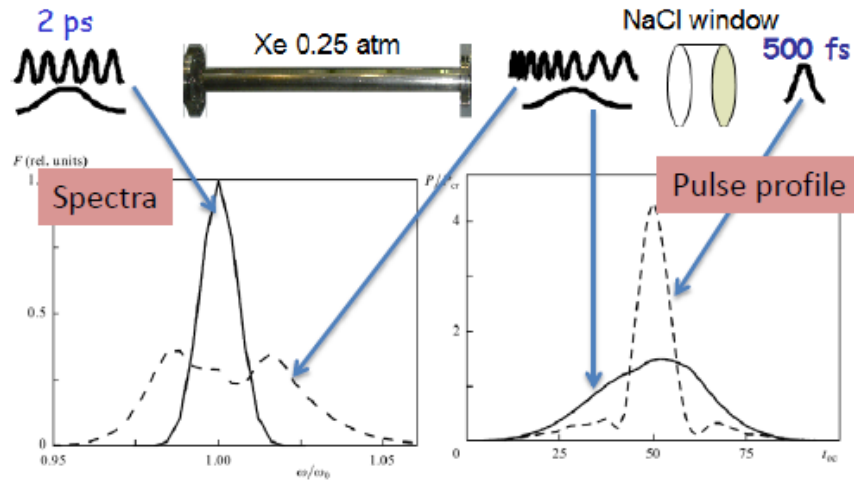 2 ps
Xe 0.25 atm
NaCl window
500 fs
F (rel. units)
Spectra
0.5
0
0.95
1.00
1.05
ω/ω₀
Pulse profile
4
2
0
25
50
75